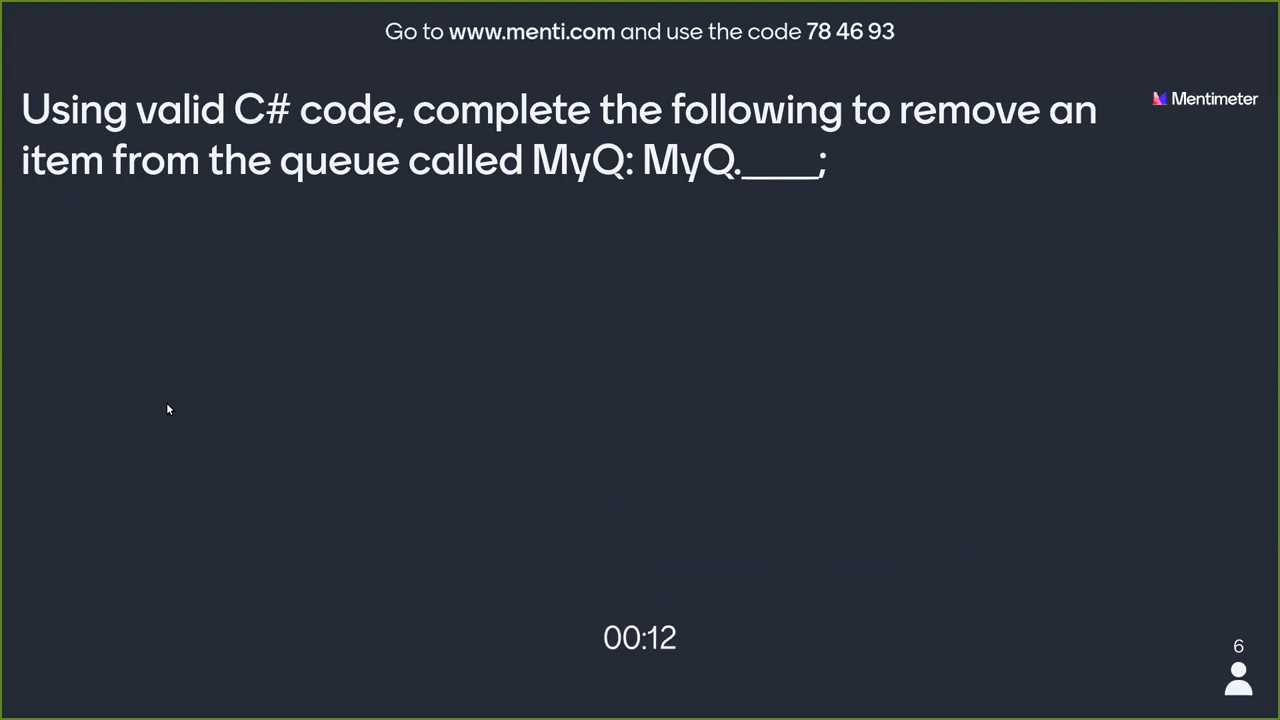 Go to www.menti.com and use the code 78 46 93
Using valid C# code, complete the following to remove an
item from the queue called MyQ: MyQ.____;
Mentimeter
00:12
6